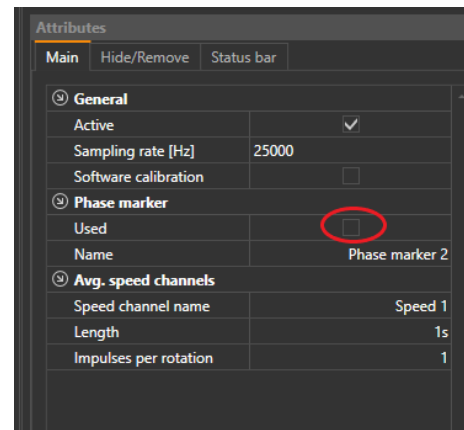 Attributes
Main Hide/Remove Status bar
General
Active
Sampling rate [Hz] 25000
Software calibration
Phase marker
Used
Name Phase marker 2
Avg. speed channels
Speed channel name Speed 1
Length 1s
Impulses per rotation 1